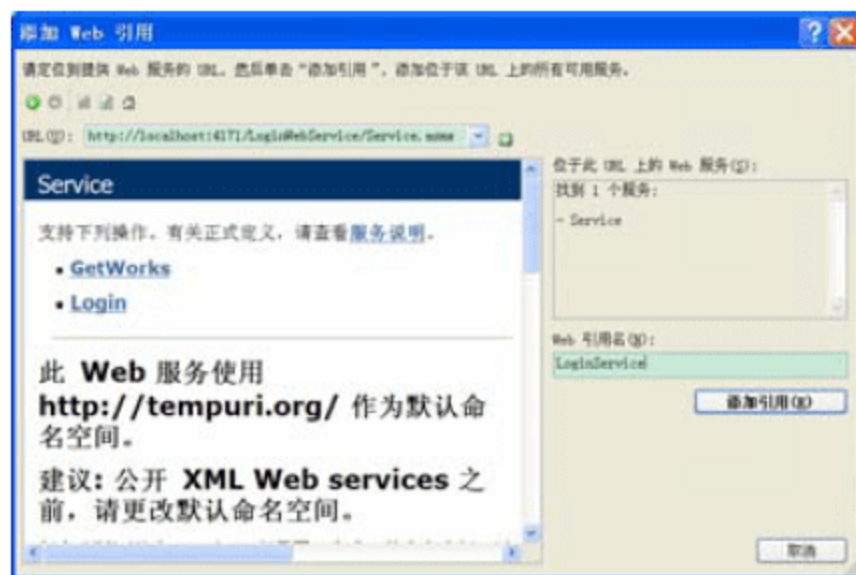 添加 Web 引用
请定位到提供 Web 服务的 URL，然后单击“添加引用”，添加位于该 URL 上的所有可用服务。
URL(U): http://localhost:4171/LoginWebService/Service.asmx
Service
支持下列操作。有关正式定义，请查看服务说明。
GetWorks
Login
此 Web 服务使用
http://tempuri.org/ 作为默认命
名空间。
建议: 公开 XML Web services 之
前，请更改默认命名空间。
位于此 URL 上的 Web 服务(S):
找到 1 个服务:
- Service
Web 引用名(N):
LoginService
添加引用(R)
取消